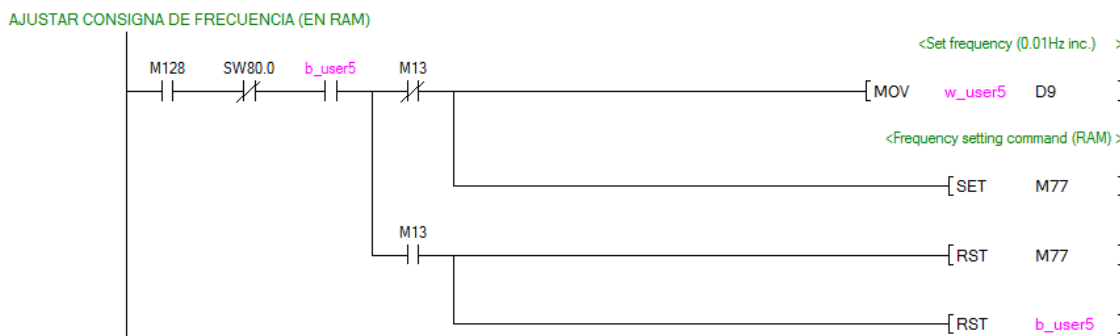 AJUSTAR CONSIGNA DE FRECUENCIA (EN RAM)
<Set frequency (0.01Hz inc.) >
M128 SW80.0 b_user5 M13
MOV w_user5 D9
<Frequency setting command (RAM) >
SET M77
M13
RST M77
RST b_user5